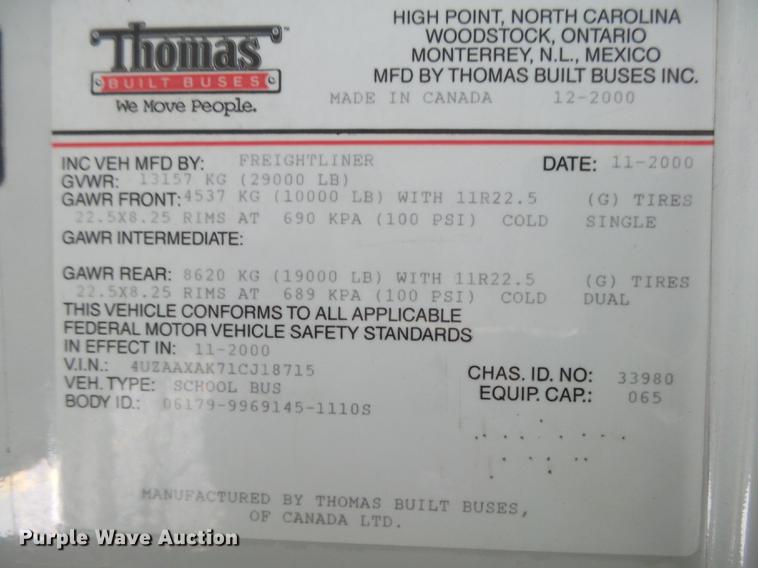 Thomas
BUILT BUSES
We Move People.
HIGH POINT, NORTH CAROLINA
WOODSTOCK, ONTARIO
MONTERREY, N.L., MEXICO
MFD BY THOMAS BUILT BUSES INC.
MADE IN CANADA 12-2000
INC VEH MFD BY: FREIGHTLINER DATE: 11-2000
GVWR: 13157 KG (29000 LB)
GAWR FRONT: 4537 KG (10000 LB) WITH 11R22.5 (G) TIRES
22.5X8.25 RIMS AT 690 KPA (100 PSI) COLD SINGLE
GAWR INTERMEDIATE:
GAWR REAR: 8620 KG (19000 LB) WITH 11R22.5 (G) TIRES
22.5X8.25 RIMS AT 689 KPA (100 PSI) COLD DUAL
THIS VEHICLE CONFORMS TO ALL APPLICABLE
FEDERAL MOTOR VEHICLE SAFETY STANDARDS
IN EFFECT IN: 11-2000
V.I.N.: 4UZAAXAK71CJ18715 CHAS. ID. NO: 33980
VEH. TYPE: SCHOOL BUS EQUIP. CAP.: 065
BODY ID.: 06179-9969145-1110S
MANUFACTURED BY THOMAS BUILT BUSES,
OF CANADA LTD.
Purple Wave Auction